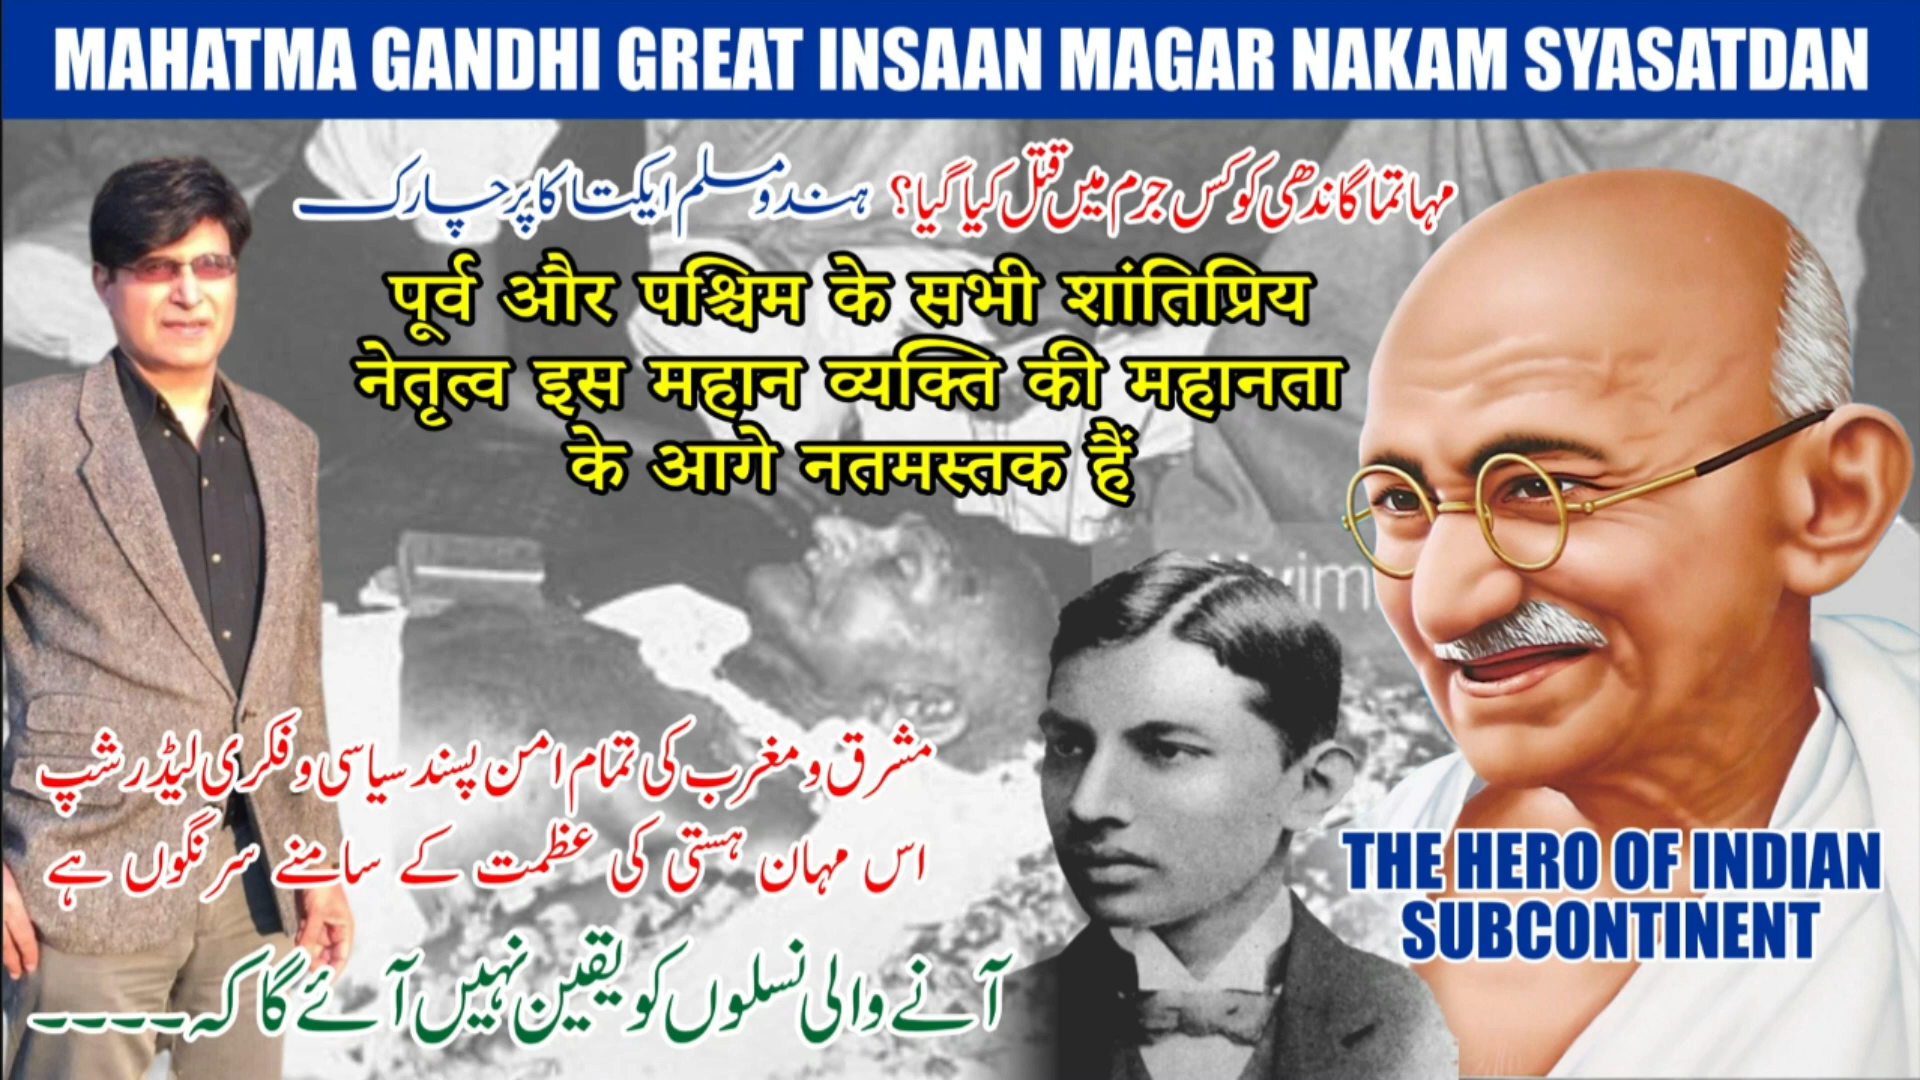 MAHATMA GANDHI GREAT INSAAN MAGAR NAKAM SYASATDAN
مہاتما گاندھی کو کس جرم میں قتل کیا گیا؟ ہندو مسلم ایکتا کا پرچارک
पूर्व और पश्चिम के सभी शांतिप्रिय
नेतृत्व इस महान व्यक्ति की महानता
के आगे नतमस्तक हैं
مشرق و مغرب کی تمام امن پسند سیاسی و فکری لیڈرشپ
اس مہان ہستی کی عظمت کے سامنے سرنگوں ہے
THE HERO OF INDIAN
SUBCONTINENT
آنے والی نسلوں کو یقین نہیں آئے گا کہ ----